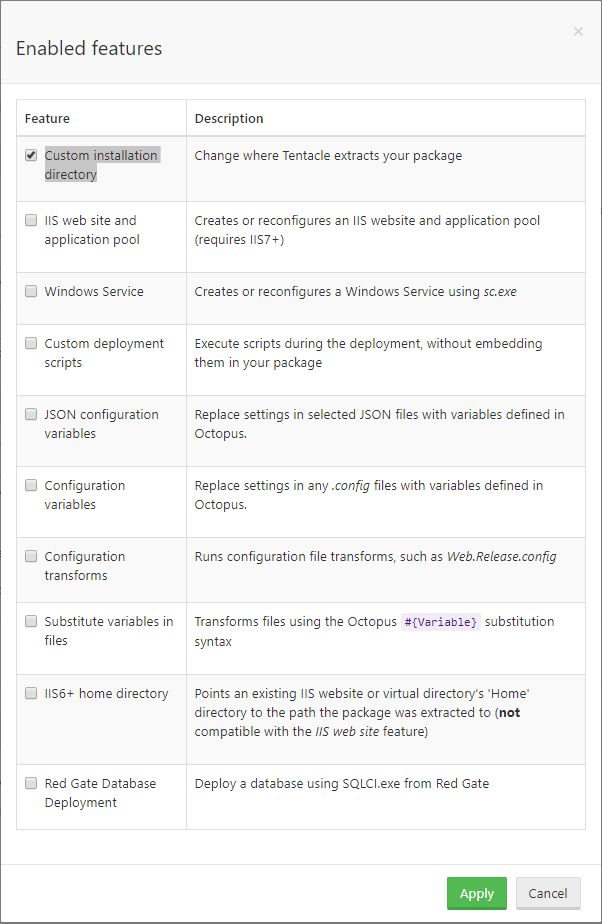 ×
Enabled features
Feature
Description
Custom installation
directory
Change where Tentacle extracts your package
IIS web site and
application pool
Creates or reconfigures an IIS website and application pool
(requires IIS7+)
Windows Service
Creates or reconfigures a Windows Service using sc.exe
Custom deployment
scripts
Execute scripts during the deployment, without embedding
them in your package
JSON configuration
variables
Replace settings in selected JSON files with variables defined in
Octopus.
Configuration
variables
Replace settings in any .config files with variables defined in
Octopus.
Configuration
transforms
Runs configuration file transforms, such as Web.Release.config
Substitute variables in
files
Transforms files using the Octopus #{Variable} substitution
syntax
IIS6+ home directory
Points an existing IIS website or virtual directory's 'Home'
directory to the path the package was extracted to (not
compatible with the IIS web site feature)
Red Gate Database
Deployment
Deploy a database using SQLCI.exe from Red Gate
Apply
Cancel